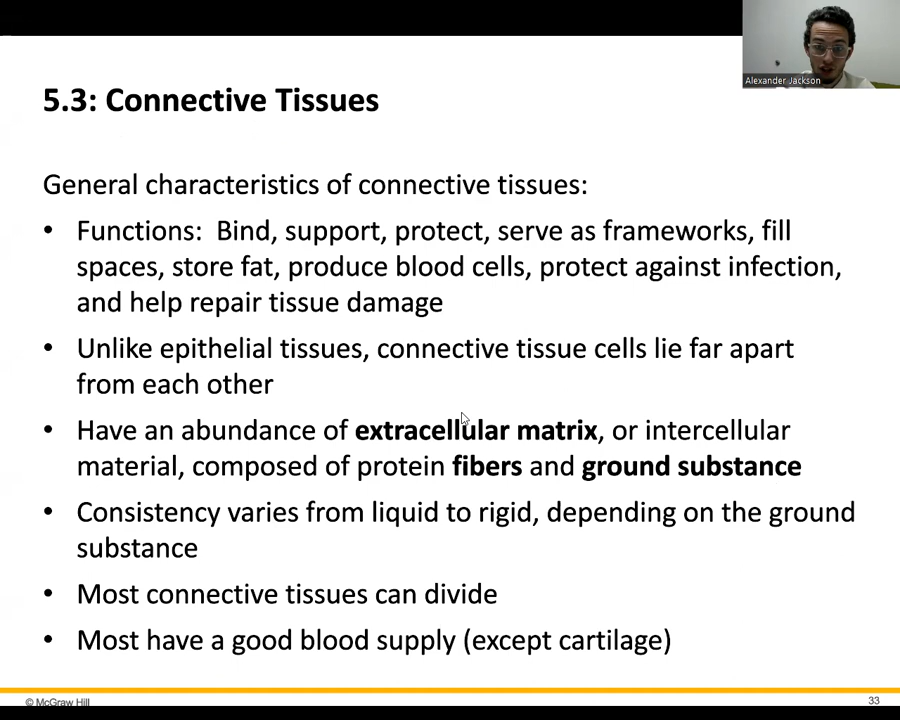 Alexander Jackson
5.3: Connective Tissues
General characteristics of connective tissues:
• Functions:  Bind, support, protect, serve as frameworks, fill
spaces, store fat, produce blood cells, protect against infection,
and help repair tissue damage
• Unlike epithelial tissues, connective tissue cells lie far apart
from each other
• Have an abundance of extracellular matrix, or intercellular
material, composed of protein fibers and ground substance
• Consistency varies from liquid to rigid, depending on the ground
substance
• Most connective tissues can divide
• Most have a good blood supply (except cartilage)
© McGraw Hill
33